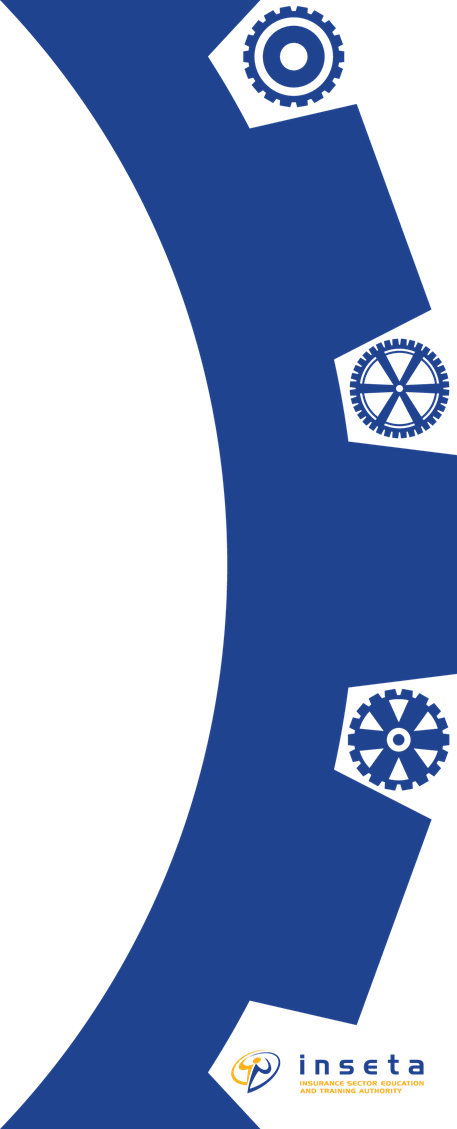 inseta
INSURANCE SECTOR EDUCATION
AND TRAINING AUTHORITY